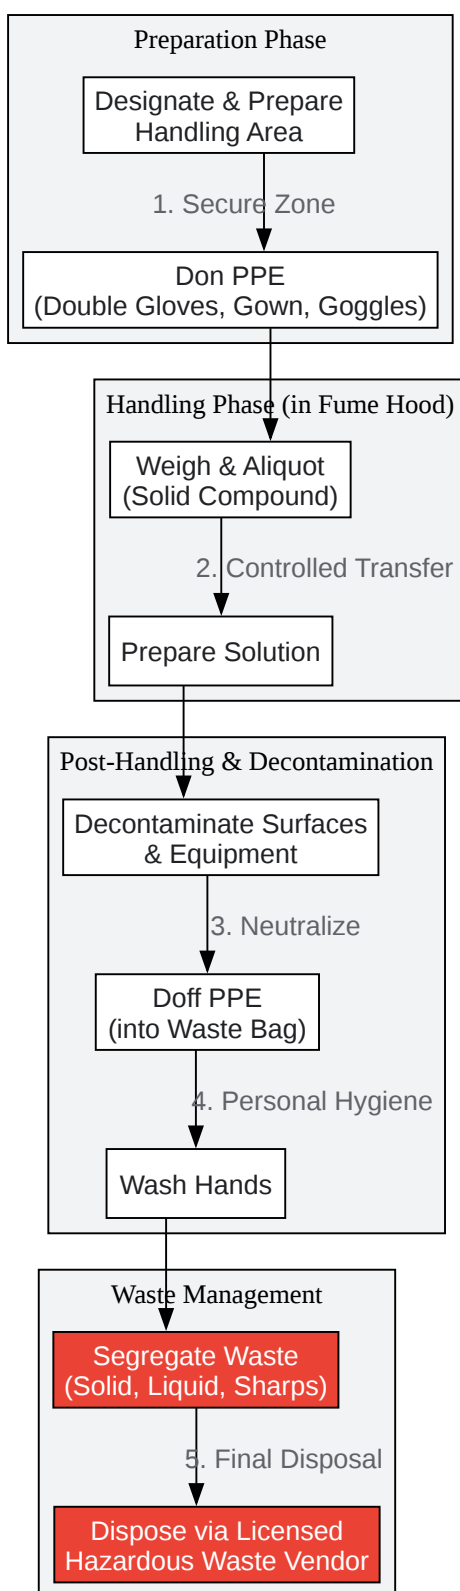 Preparation Phase
Designate & Prepare
Handling Area
1. Secure Zone
Don PPE
(Double Gloves, Gown, Goggles)
Handling Phase (in Fume Hood)
Weigh & Aliquot
(Solid Compound)
2. Controlled Transfer
Prepare Solution
Post-Handling & Decontamination
Decontaminate Surfaces
& Equipment
3. Neutralize
Doff PPE
(into Waste Bag)
4. Personal Hygiene
Wash Hands
Waste Management
Segregate Waste
(Solid, Liquid, Sharps)
5. Final Disposal
Dispose via Licensed
Hazardous Waste Vendor